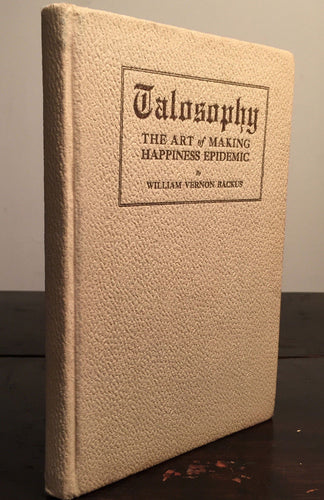 Talosophy
THE ART of MAKING
HAPPINESS EPIDEMIC
By
WILLIAM VERNON BACKUS